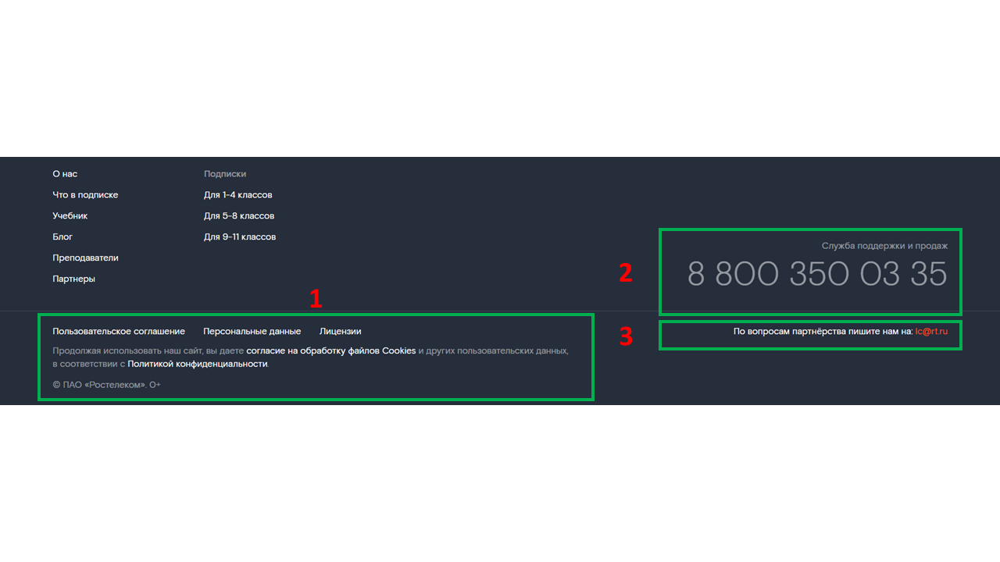 О нас
Что в подписке
Учебник
Блог
Преподаватели
Партнеры
Подписки
Для 1-4 классов
Для 5-8 классов
Для 9-11 классов
2
Служба поддержки и продаж
8 800 350 03 35
1
Пользовательское соглашение Персональные данные Лицензии
Продолжая использовать наш сайт, вы даете согласие на обработку файлов Cookies и других пользовательских данных,
в соответствии с Политикой конфиденциальности.
© ПАО «Ростелеком». 0+
3
По вопросам партнёрства пишите нам на: lc@rt.ru